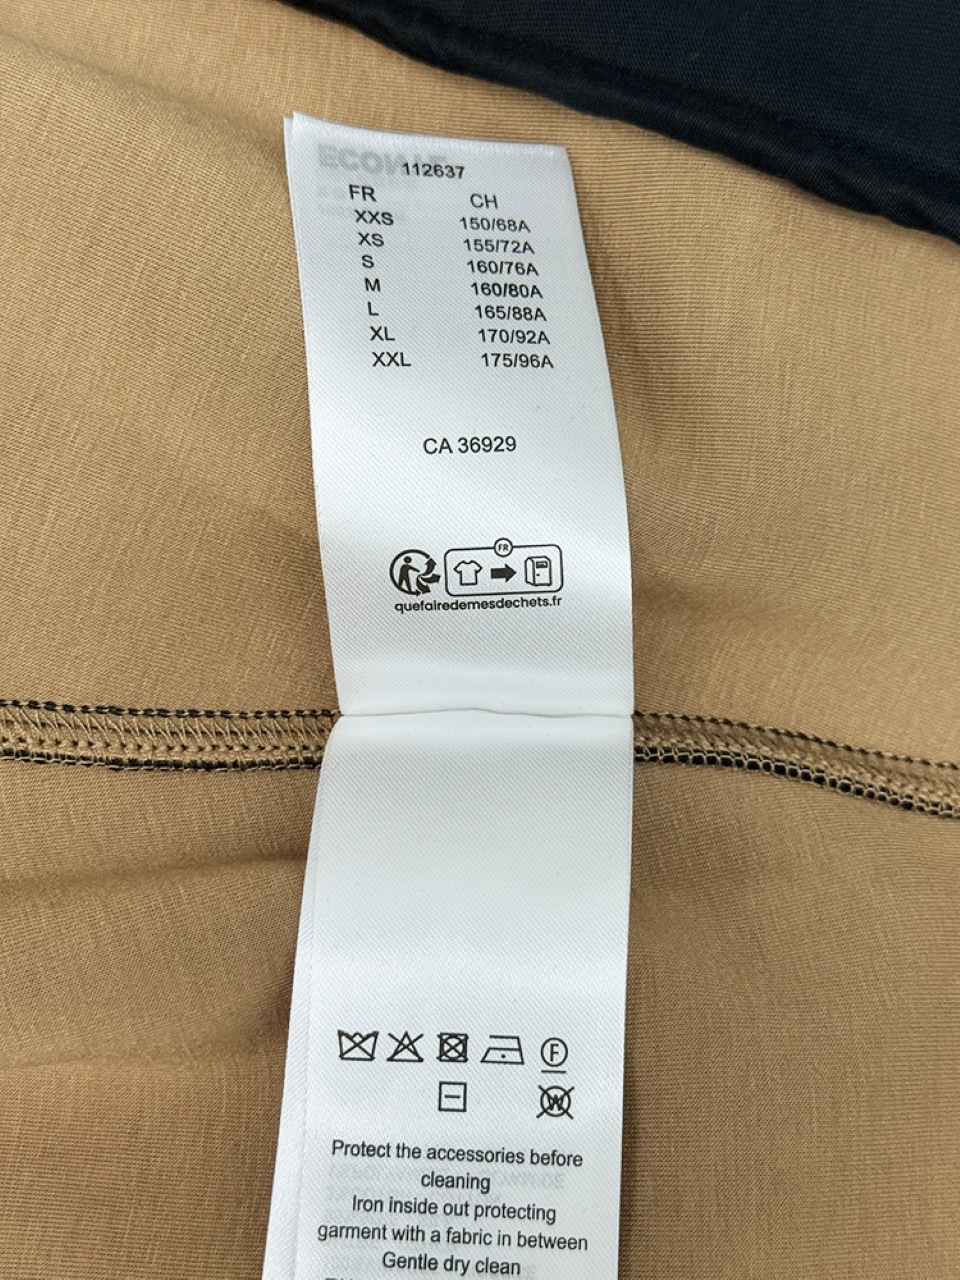 112637
FR CH
XXS 150/68A
XS 155/72A
S 160/76A
M 160/80A
L 165/88A
XL 170/92A
XXL 175/96A
CA 36929
FR
quefairedemesdechets.fr
F
W
Protect the accessories before
cleaning
Iron inside out protecting
garment with a fabric in between
Gentle dry clean